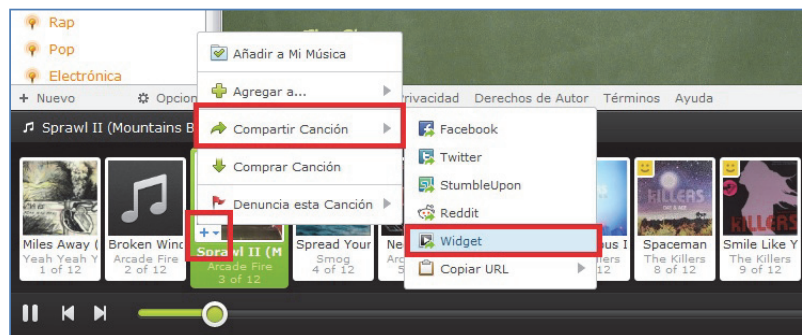 Rap
Pop
Electrónica
+ Nuevo
Privacidad Derechos de Autor Términos Ayuda
Añadir a Mi Música
Agregar a...
Compartir Canción
Comprar Canción
Denuncia esta Canción
Facebook
Twitter
StumbleUpon
Reddit
Widget
Copiar URL
Sprawl II (Mountains B
Miles Away (
Yeah Yeah Y
1 of 12
Broken Wind
Arcade Fire
2 of 12
Sprawl II (M
Arcade Fire
3 of 12
Spread Your
Smog
4 of 12
Spaceman
The Killers
8 of 12
KILLERS
Smile Like Y
The Killers
9 of 12